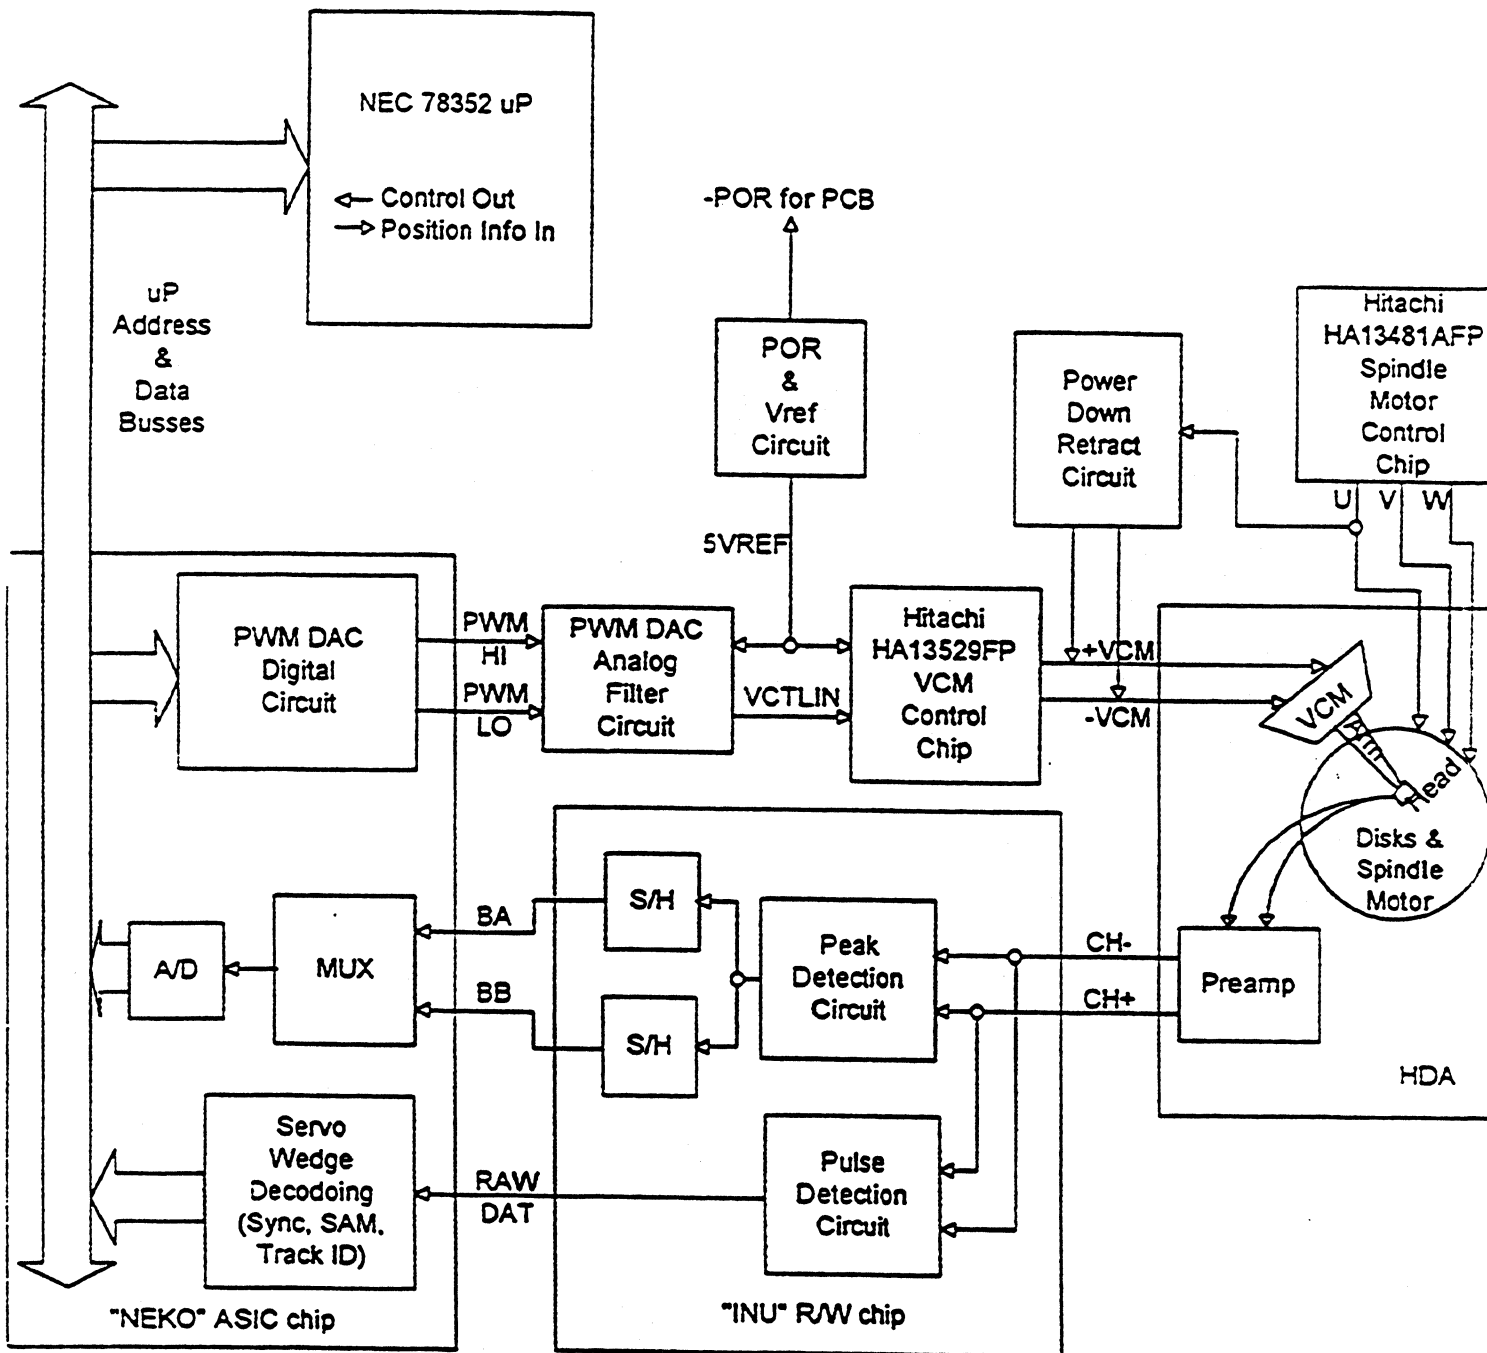 NEC 78352 uP
Control Out
Position Info In
uP
Address
&
Data
Busses
-POR for PCB
POR
&
Vref
Circuit
5VREF
Power
Down
Retract
Circuit
Hitachi
HA13481AFP
Spindle
Motor
Control
Chip
U V W
PWM DAC
Digital
Circuit
PWM
HI
PWM
LO
PWM DAC
Analog
Filter
Circuit
VCTLIN
Hitachi
HA13529FP
VCM
Control
Chip
+VCM
-VCM
VCM
Arm
Head
Disks &
Spindle
Motor
Preamp
HDA
CH-
CH+
Peak
Detection
Circuit
S/H
S/H
BA
BB
MUX
A/D
Pulse
Detection
Circuit
RAW
DAT
Servo
Wedge
Decodoing
(Sync, SAM,
Track ID)
"NEKO" ASIC chip
"INU" R/W chip